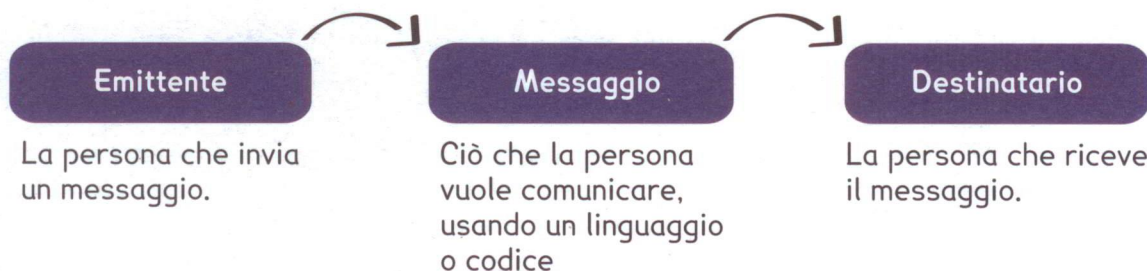 Emittente
La persona che invia
un messaggio.
Messaggio
Ciò che la persona
vuole comunicare,
usando un linguaggio
o codice
Destinatario
La persona che riceve
il messaggio.